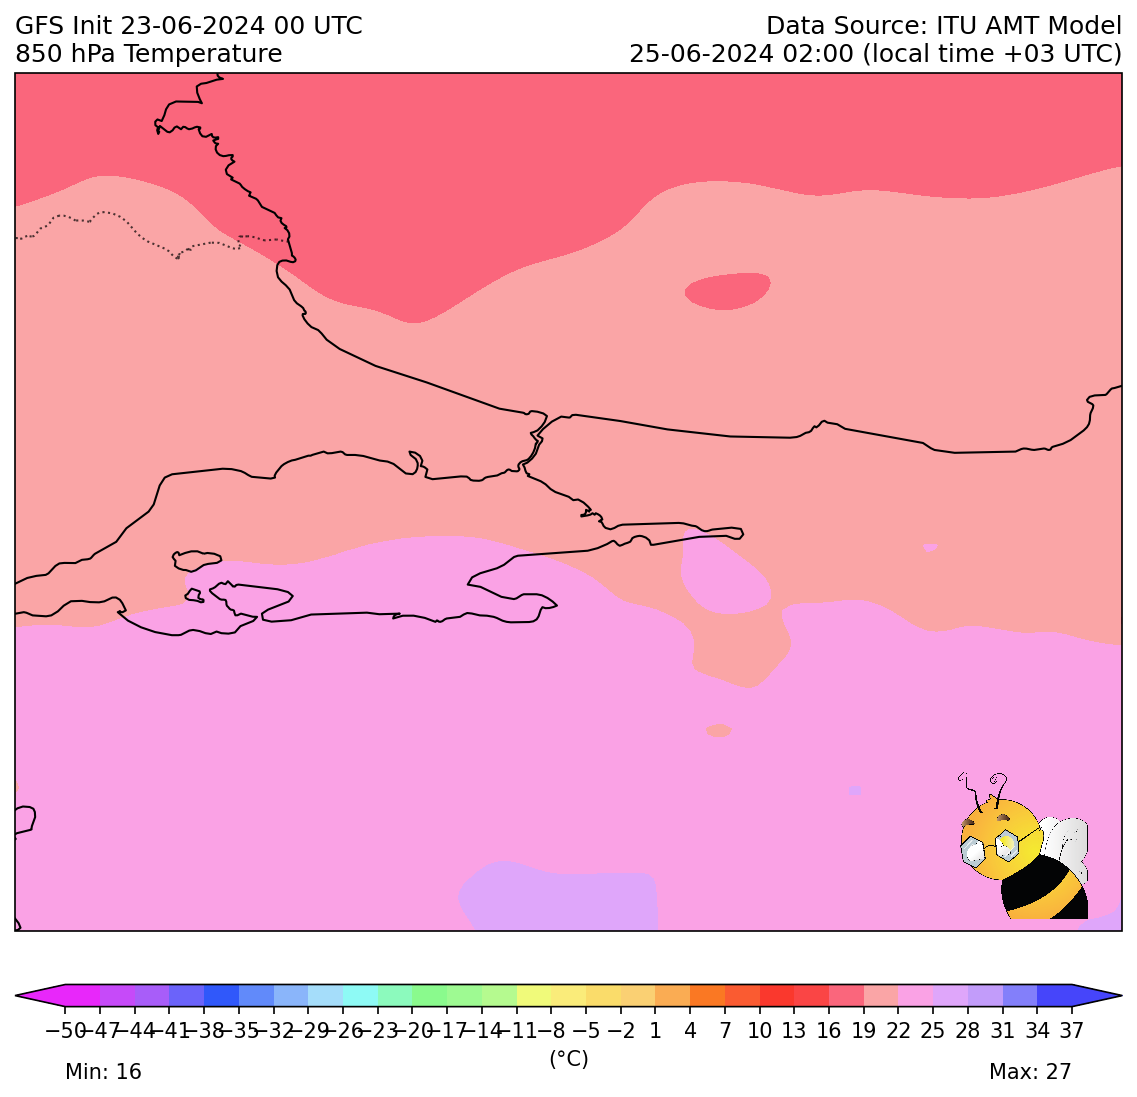 GFS Init 23-06-2024 00 UTC
Data Source: ITU AMT Model
850 hPa Temperature
25-06-2024 02:00 (local time +03 UTC)
−50 −47 −44 −41 −38 −35 −32 −29 −26 −23 −20 −17 −14 −11 −8 −5 −2 1 4 7 10 13 16 19 22 25 28 31 34 37
(°C)
Min: 16
Max: 27